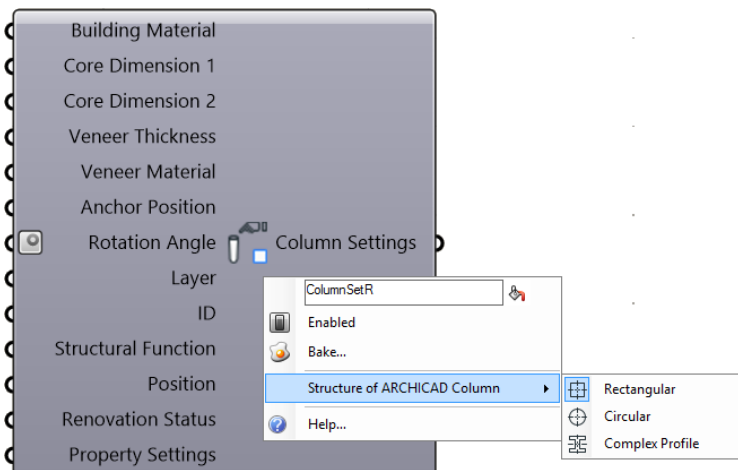 Building Material
Core Dimension 1
Core Dimension 2
Veneer Thickness
Veneer Material
Anchor Position
Rotation Angle
Column Settings
Layer
ID
Structural Function
Position
Renovation Status
Property Settings
ColumnSetR
Enabled
Bake...
Structure of ARCHICAD Column
Help...
Rectangular
Circular
Complex Profile